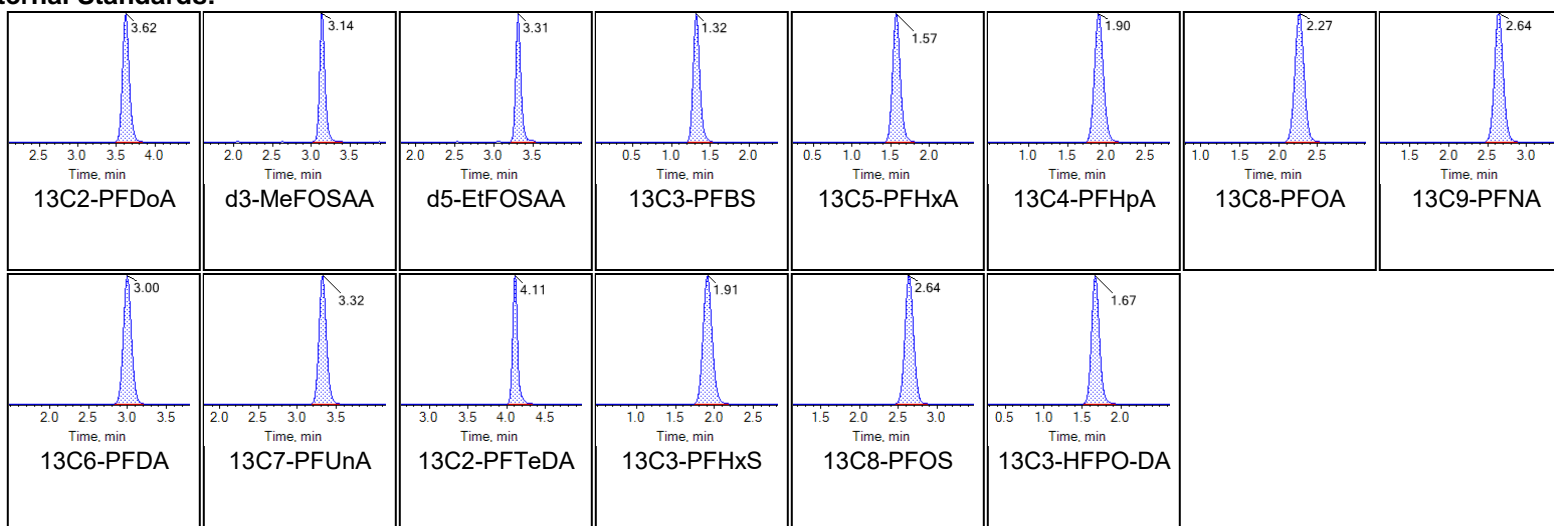 ternal Standards:
3.62
2.5 3.0 3.5 4.0
Time, min
13C2-PFDoA
3.14
2.0 2.5 3.0 3.5
Time, min
d3-MeFOSAA
3.31
2.0 2.5 3.0 3.5
Time, min
d5-EtFOSAA
1.32
0.5 1.0 1.5 2.0
Time, min
13C3-PFBS
1.57
0.5 1.0 1.5 2.0
Time, min
13C5-PFHxA
1.90
1.0 1.5 2.0 2.5
Time, min
13C4-PFHpA
2.27
1.0 1.5 2.0 2.5
Time, min
13C8-PFOA
2.64
1.5 2.0 2.5 3.0
Time, min
13C9-PFNA
3.00
2.0 2.5 3.0 3.5
Time, min
13C6-PFDA
3.32
2.0 2.5 3.0 3.5
Time, min
13C7-PFUnA
4.11
3.0 3.5 4.0 4.5
Time, min
13C2-PFTeDA
1.91
1.0 1.5 2.0 2.5
Time, min
13C3-PFHxS
2.64
1.5 2.0 2.5 3.0
Time, min
13C8-PFOS
1.67
0.5 1.0 1.5 2.0
Time, min
13C3-HFPO-DA